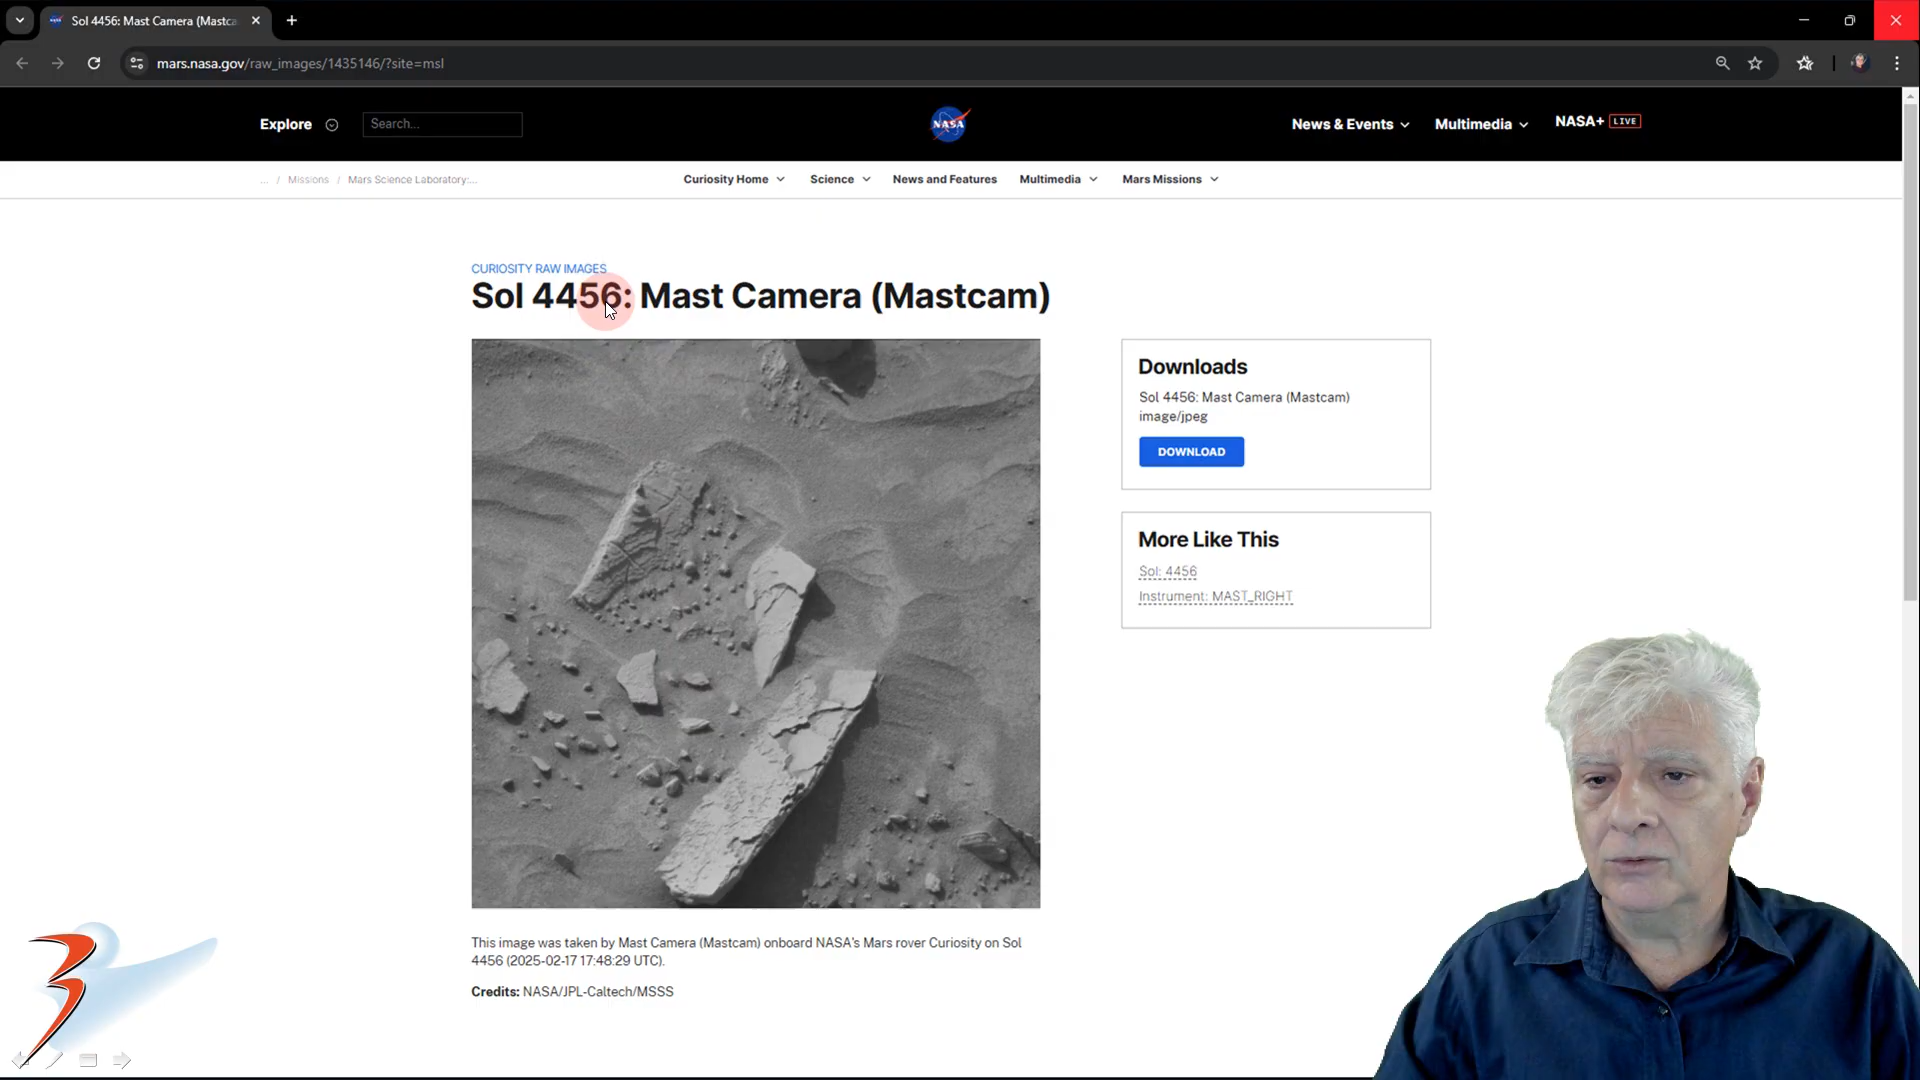 Sol 4456: Mast Camera (Mastca
mars.nasa.gov/raw_images/1435146/?site=msl
Explore
Search...
NASA
News & Events
Multimedia
NASA+ LIVE
... / Missions / Mars Science Laboratory:...
Curiosity Home
Science
News and Features
Multimedia
Mars Missions
CURIOSITY RAW IMAGES
Sol 4456: Mast Camera (Mastcam)
Downloads
Sol 4456: Mast Camera (Mastcam)
image/jpeg
DOWNLOAD
More Like This
Sol: 4456
Instrument: MAST_RIGHT
This image was taken by Mast Camera (Mastcam) onboard NASA's Mars rover Curiosity on Sol
4456 (2025-02-17 17:48:29 UTC).
Credits: NASA/JPL-Caltech/MSSS